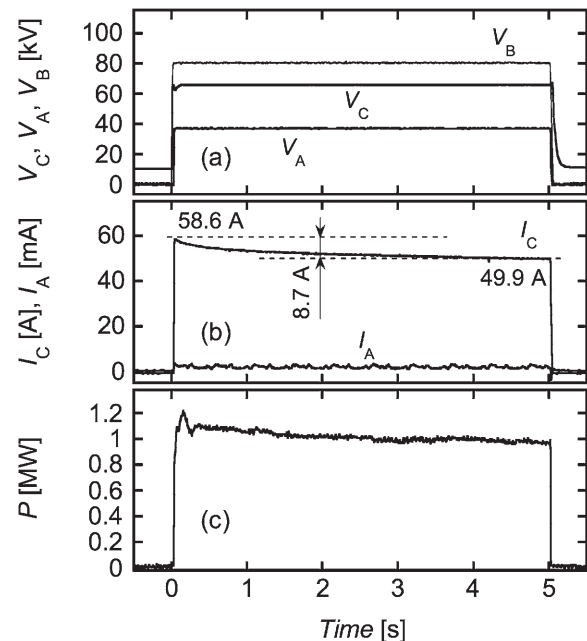 V_C, V_A, V_B [kV]
100
80
60
40
20
0
V_B
V_C
V_A
(a)
I_C [A], I_A [mA]
60
40
20
0
58.6 A
8.7 A
49.9 A
I_C
I_A
(b)
P [MW]
1.2
1
0.8
0.6
0.4
0.2
0
(c)
0 1 2 3 4 5
Time [s]